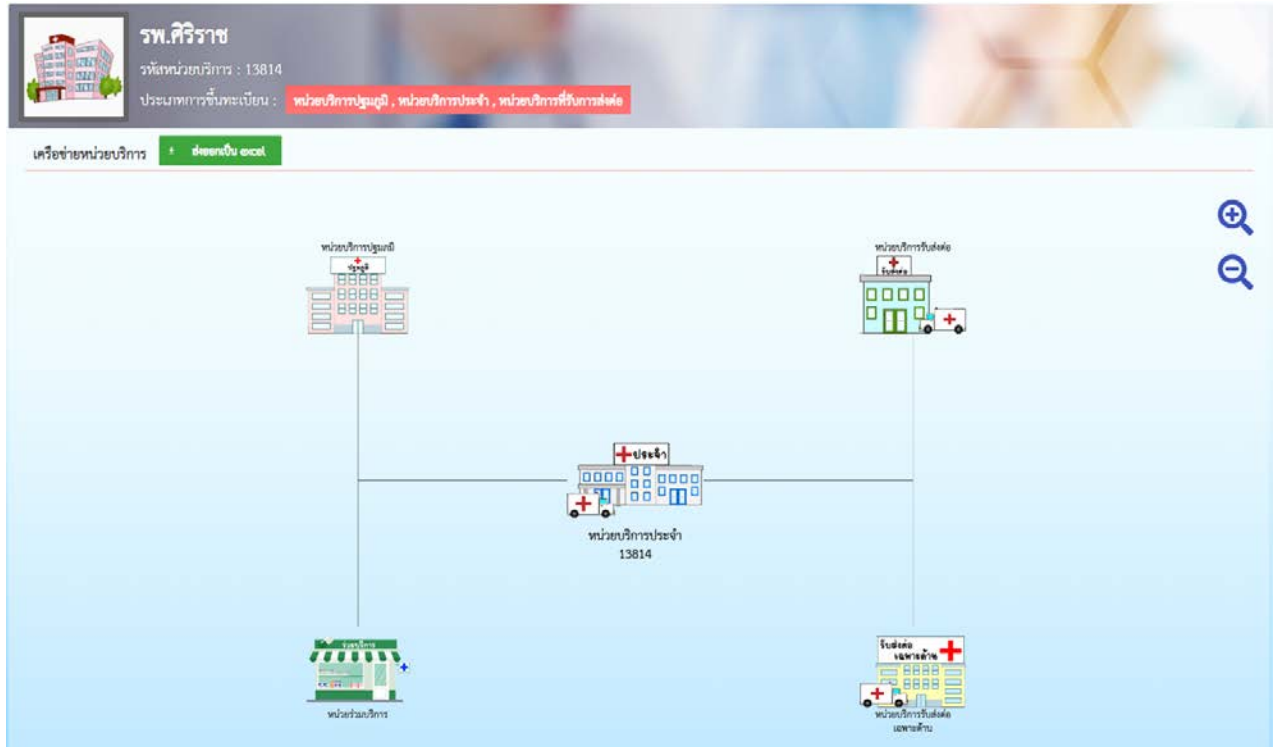 รพ.ศิริราช
รหัสหน่วยบริการ : 13814
ประเภทการขึ้นทะเบียน : หน่วยบริการปฐมภูมิ , หน่วยบริการประจำ , หน่วยบริการที่รับการส่งต่อ
เครือข่ายหน่วยบริการ ส่งออกเป็น excel
หน่วยบริการปฐมภูมิ
ปฐมภูมิ
หน่วยบริการรับส่งต่อ
รับส่งต่อ
ประจำ
หน่วยบริการประจำ
13814
ร่วมบริการ
หน่วยร่วมบริการ
รับส่งต่อ
เฉพาะด้าน
หน่วยบริการรับส่งต่อ
เฉพาะด้าน